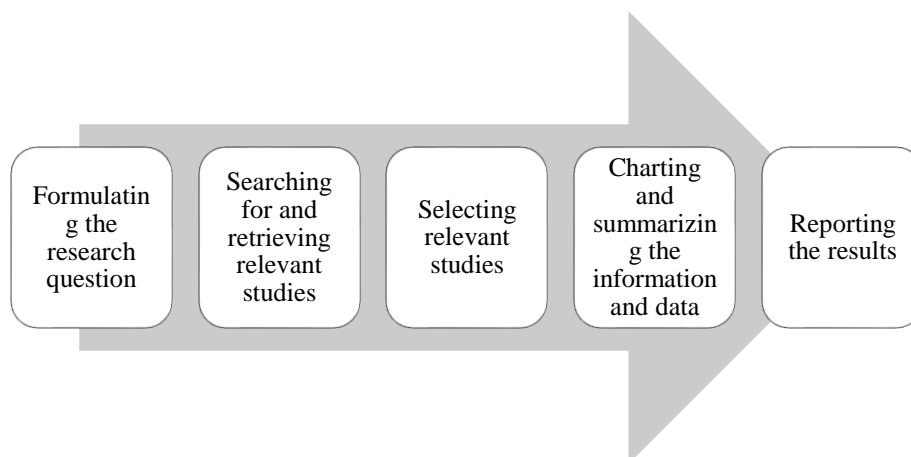 Formulatin
g the
research
question
Searching
for and
retrieving
relevant
studies
Selecting
relevant
studies
Charting
and
summarizin
g the
information
and data
Reporting
the results